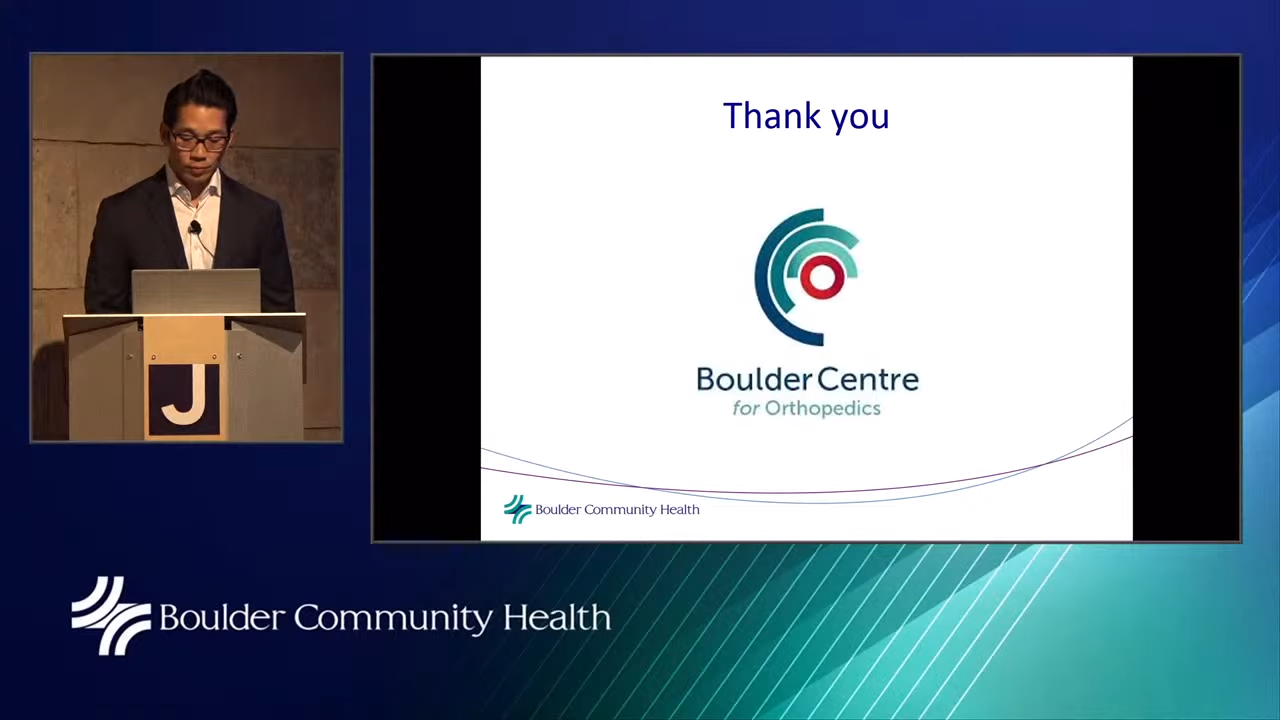 Thank you
Boulder Centre
for Orthopedics
Boulder Community Health
J
Boulder Community Health